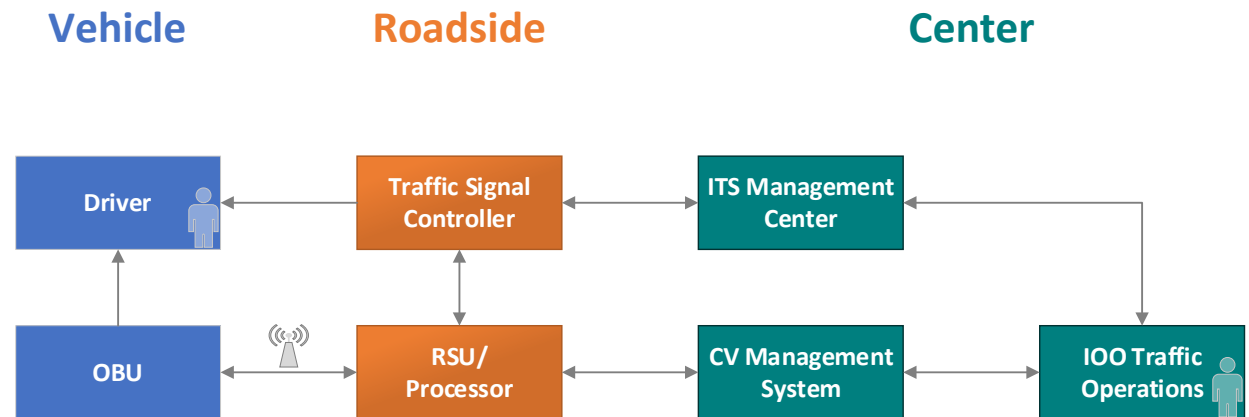 Vehicle
Roadside
Center
Driver
Traffic Signal
Controller
ITS Management
Center
OBU
RSU/
Processor
CV Management
System
IOO Traffic
Operations